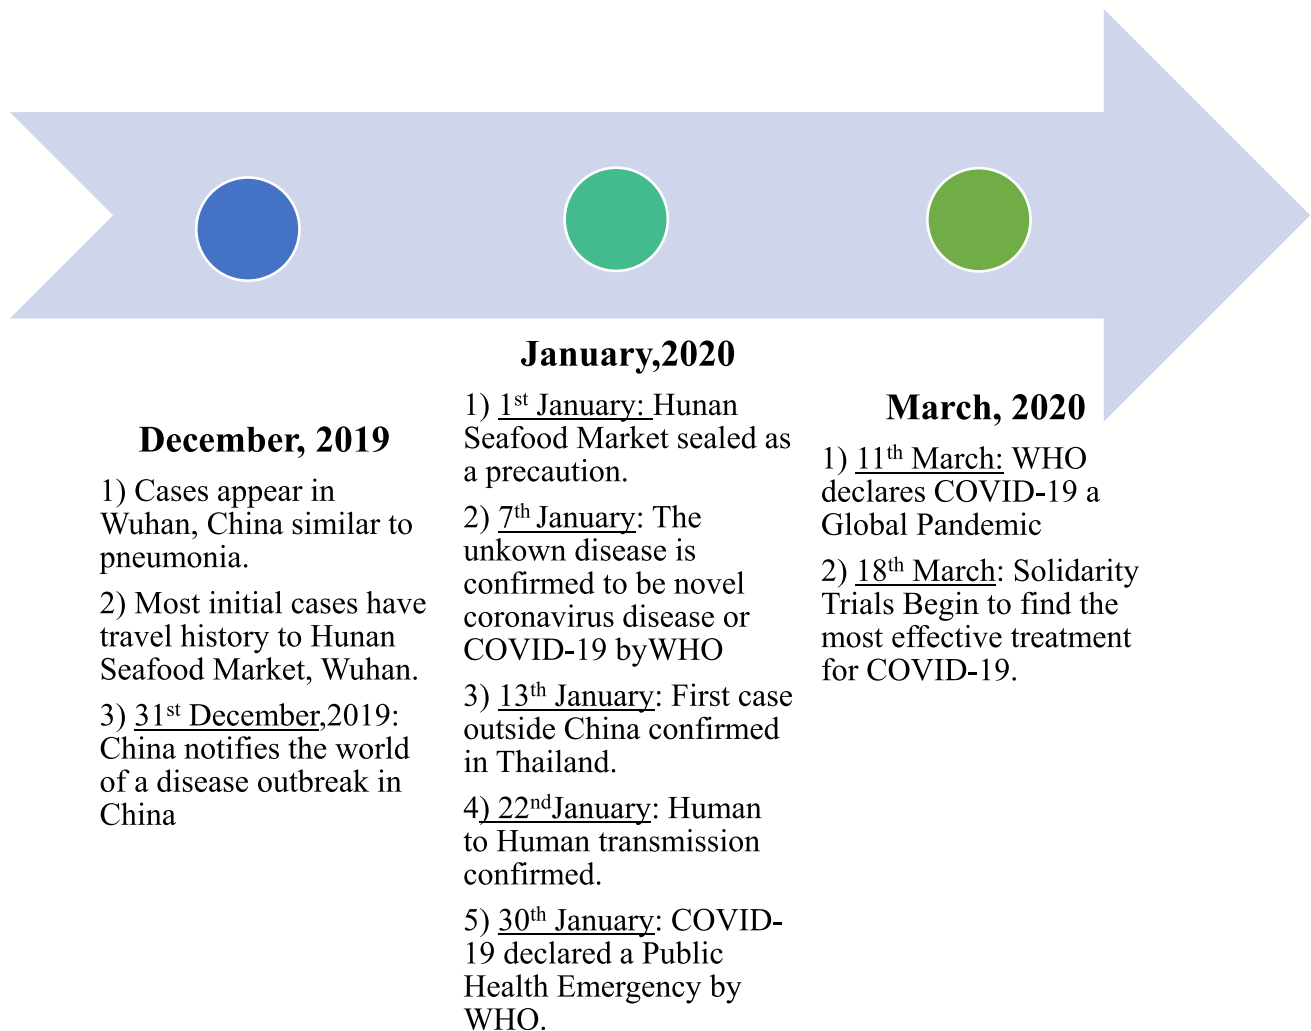 December, 2019
1) Cases appear in
Wuhan, China similar to
pneumonia.
2) Most initial cases have
travel history to Hunan
Seafood Market, Wuhan.
3) 31st December,2019:
China notifies the world
of a disease outbreak in
China
January,2020
1) 1st January: Hunan
Seafood Market sealed as
a precaution.
2) 7th January: The
unkown disease is
confirmed to be novel
coronavirus disease or
COVID-19 byWHO
3) 13th January: First case
outside China confirmed
in Thailand.
4) 22ndJanuary: Human
to Human transmission
confirmed.
5) 30th January: COVID-
19 declared a Public
Health Emergency by
WHO.
March, 2020
1) 11th March: WHO
declares COVID-19 a
Global Pandemic
2) 18th March: Solidarity
Trials Begin to find the
most effective treatment
for COVID-19.